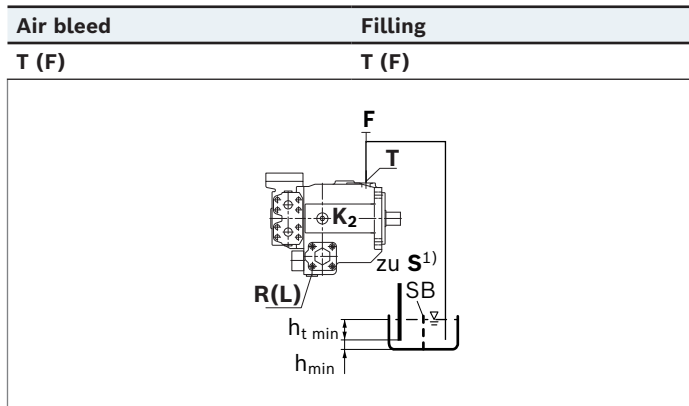 Air bleed Filling
T (F) T (F)
F
T
K2
zu S1)
R(L)
SB
ht min
hmin